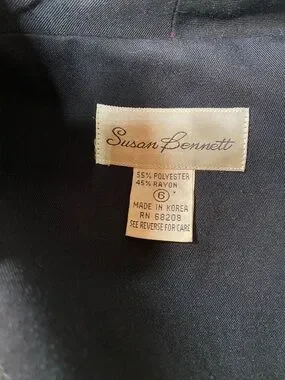 Susan Bennett
55% POLYESTER
45% RAYON
6
MADE IN KOREA
RN 68208
SEE REVERSE FOR CARE